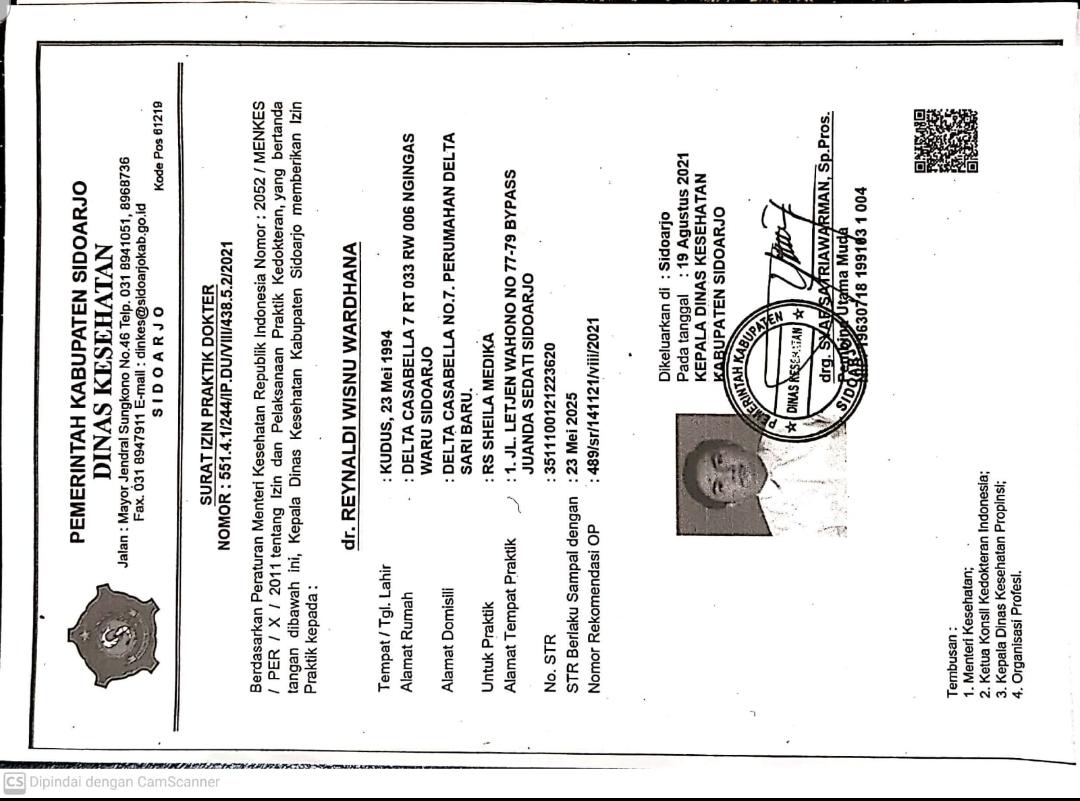 CS Dipindai dengan CamScanner
PEMERINTAH KABUPATEN SIDOARJO
DINAS KESEHATAN
Jalan : Mayor Jendral Sungkono No.46 Telp. 031 8941051, 8968736
Fax. 031 8947911 E-mail : dinkes@sidoarjokab.go.id
SIDOARJO Kode Pos 61219
SURAT IZIN PRAKTIK DOKTER
NOMOR : 551.4.1/244/IP.DU/VIII/438.5.2/2021
Berdasarkan Peraturan Menteri Kesehatan Republik Indonesia Nomor : 2052 / MENKES
/ PER / X / 2011 tentang Izin dan Pelaksanaan Praktik Kedokteran, yang bertanda
tangan dibawah ini, Kepala Dinas Kesehatan Kabupaten Sidoarjo memberikan Izin
Praktik kepada :
dr. REYNALDI WISNU WARDHANA
Tempat / Tgl. Lahir : KUDUS, 23 Mei 1994
Alamat Rumah : DELTA CASABELLA 7 RT 033 RW 006 NGINGAS
WARU SIDOARJO
Alamat Domisili : DELTA CASABELLA NO.7. PERUMAHAN DELTA
SARI BARU.
Untuk Praktik : RS SHEILA MEDIKA
Alamat Tempat Praktik : 1. JL. LETJEN WAHONO NO 77-79 BYPASS
JUANDA SEDATI SIDOARJO
No. STR : 3511100121223620
STR Berlaku Sampai dengan : 23 Mei 2025
Nomor Rekomendasi OP : 489/sr/141121/viii/2021
Dikeluarkan di : Sidoarjo
Pada tanggal : 19 Agustus 2021
KEPALA DINAS KESEHATAN
KABUPATEN SIDOARJO
PEMERINTAH KABUPATEN
DINAS KESEHATAN
SIDOARJO
drg. SATRIAWARMAN, Sp.Pros.
Pembina Utama Muda
19630718 199103 1 004
Tembusan :
1. Menteri Kesehatan;
2. Ketua Konsil Kedokteran Indonesia;
3. Kepala Dinas Kesehatan Propinsi;
4. Organisasi Profesi.